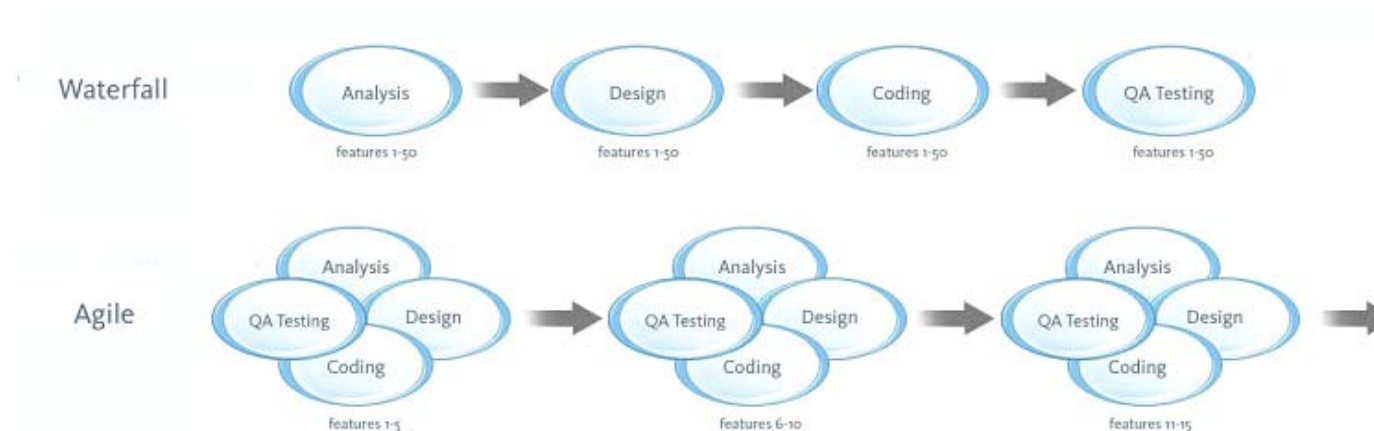 Waterfall
Analysis
Design
Coding
QA Testing
features 1-50
features 1-50
features 1-50
features 1-50
Agile
Analysis
QA Testing
Design
Coding
features 1-5
Analysis
QA Testing
Design
Coding
features 6-10
Analysis
QA Testing
Design
Coding
features 11-15